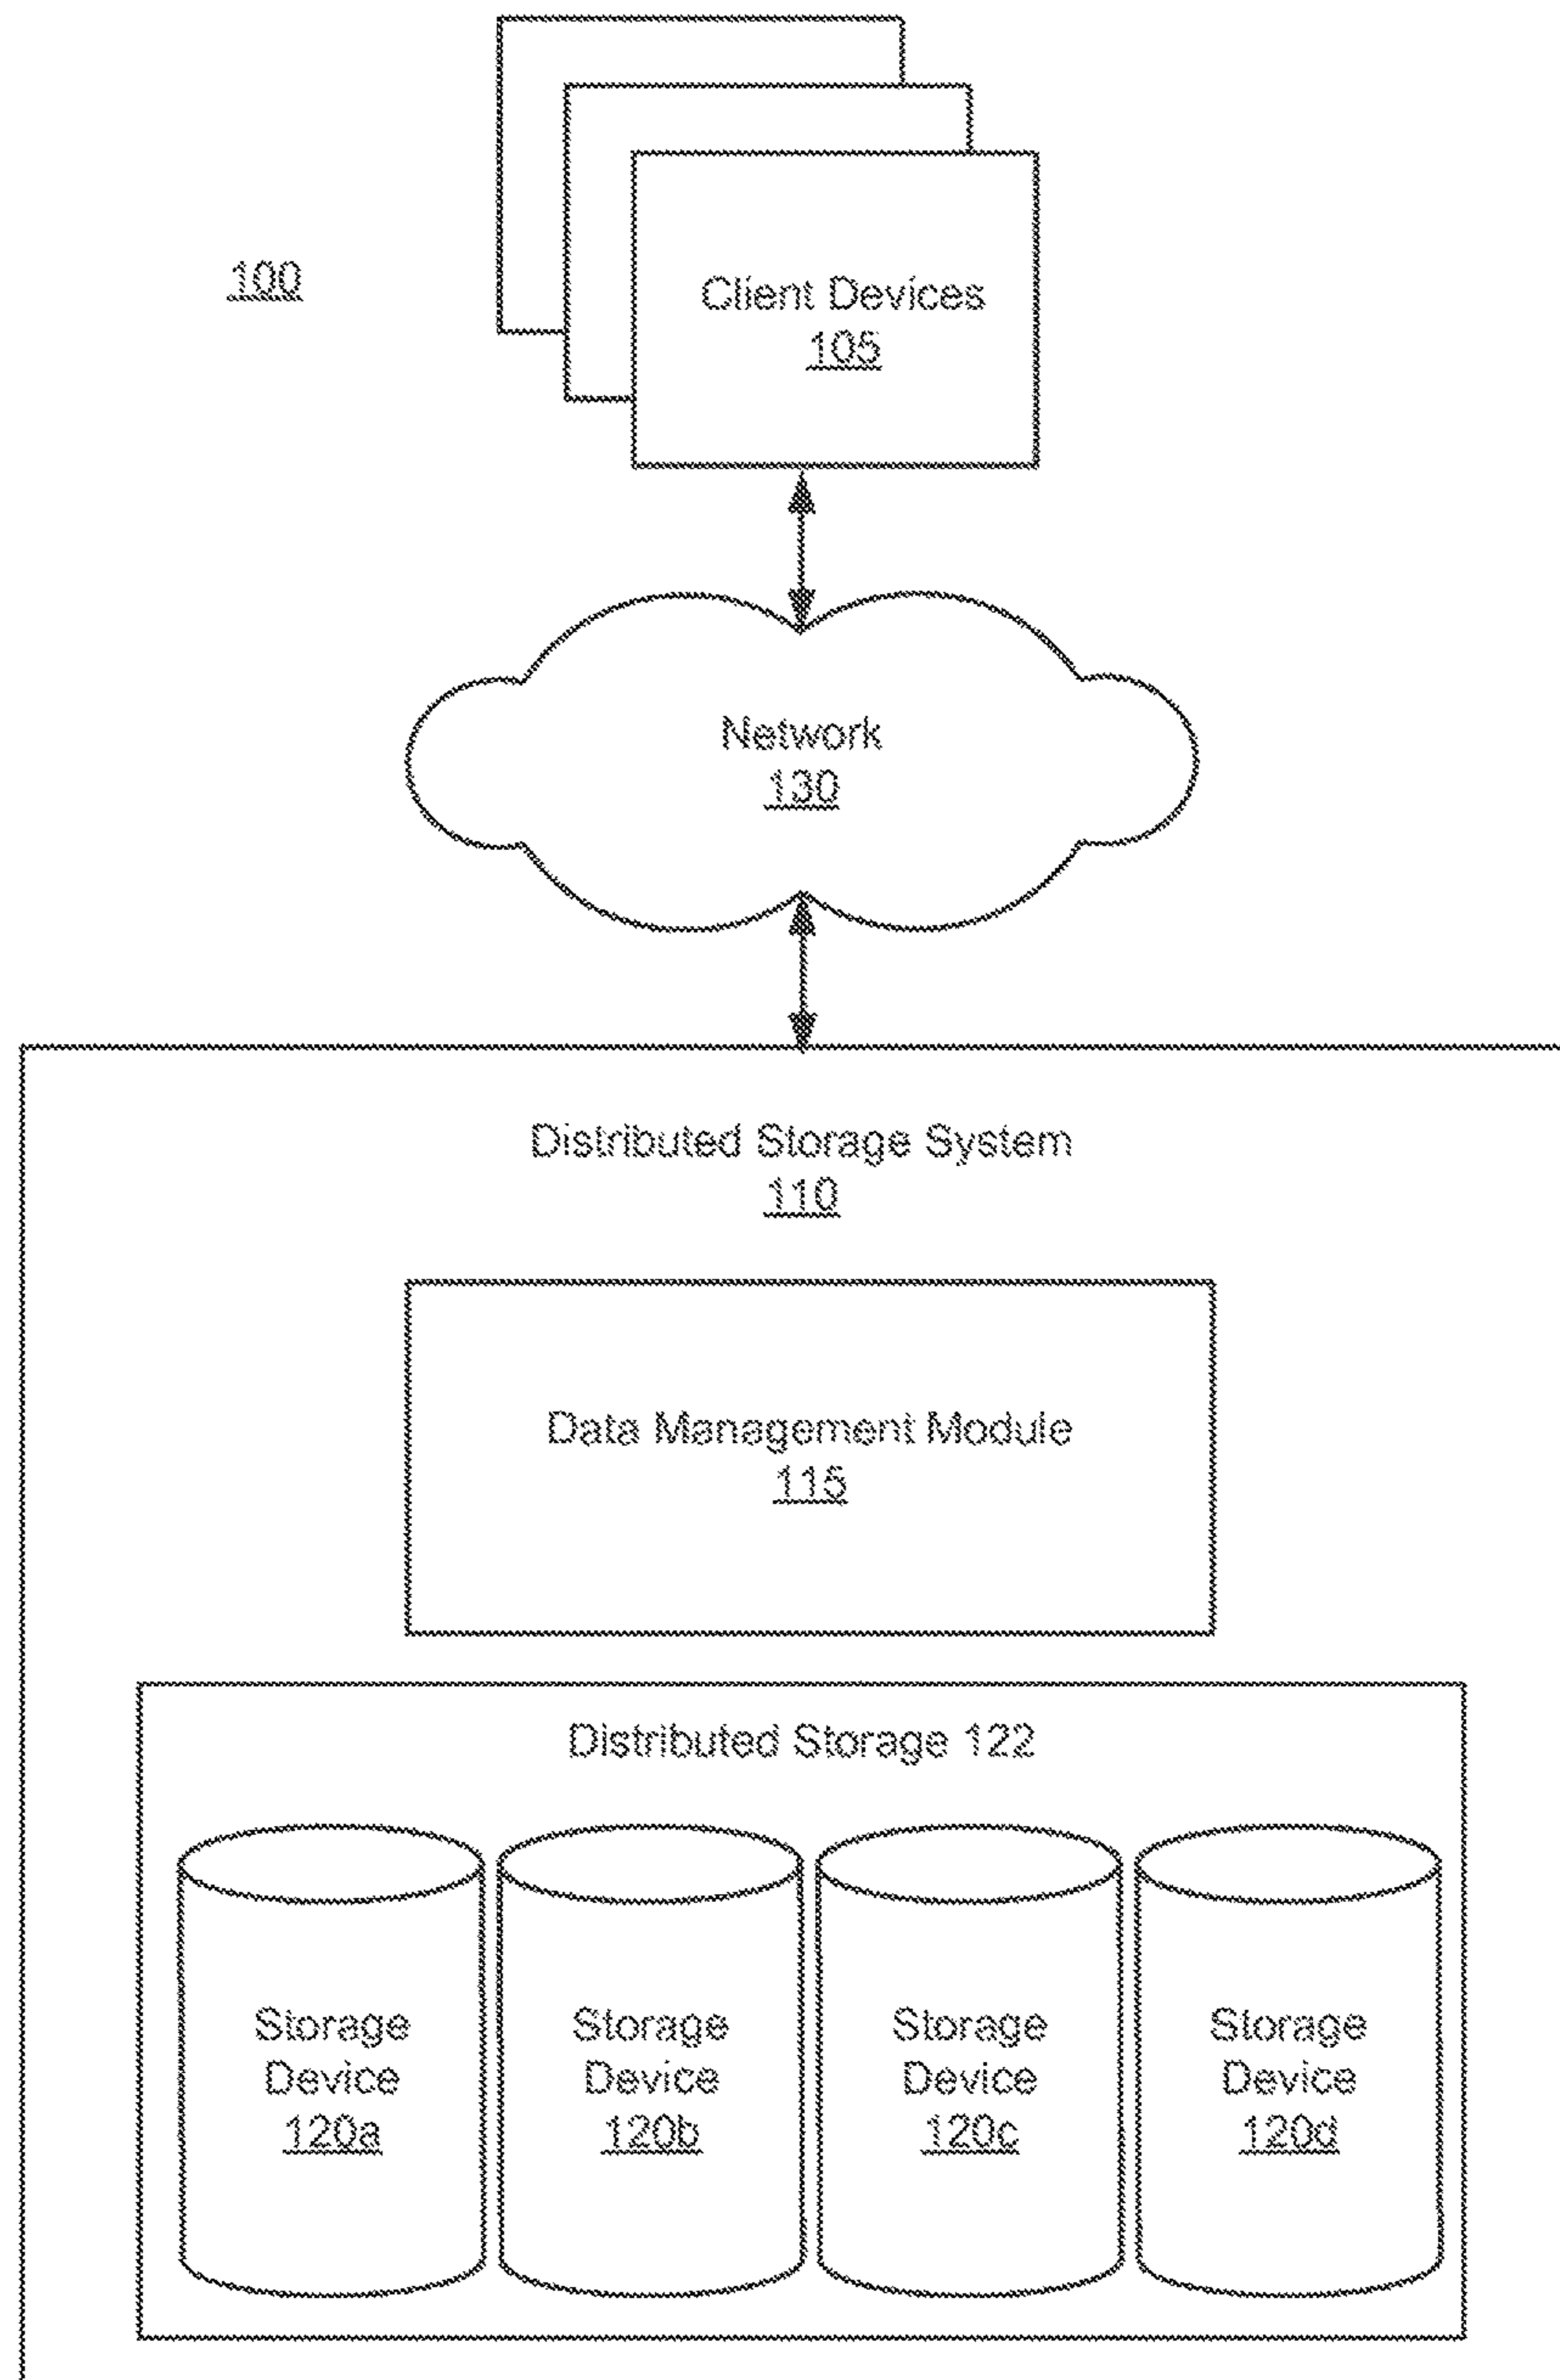 100
Client Devices
105
Network
130
Distributed Storage System
110
Data Management Module
115
Distributed Storage 122
Storage
Device
120a
Storage
Device
120b
Storage
Device
120c
Storage
Device
120d